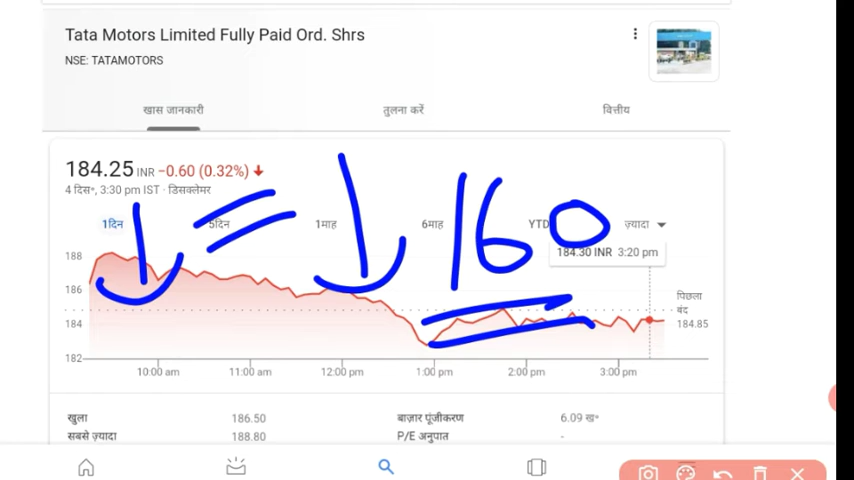 Tata Motors Limited Fully Paid Ord. Shrs
NSE: TATAMOTORS
खास जानकारी तुलना करें वित्तीय
184.25 INR −0.60 (0.32%)
4 दिस॰, 3:30 pm IST · डिसक्लेमर
1दिन 5दिन 1माह 6माह YTD ज़्यादा
160
184.30 INR 3:20 pm
188
186
184
182
पिछला
बंद
184.85
10:00 am 11:00 am 12:00 pm 1:00 pm 2:00 pm 3:00 pm
खुला 186.50 बाज़ार पूंजीकरण 6.09 ख॰
सबसे ज़्यादा 188.80 P/E अनुपात -